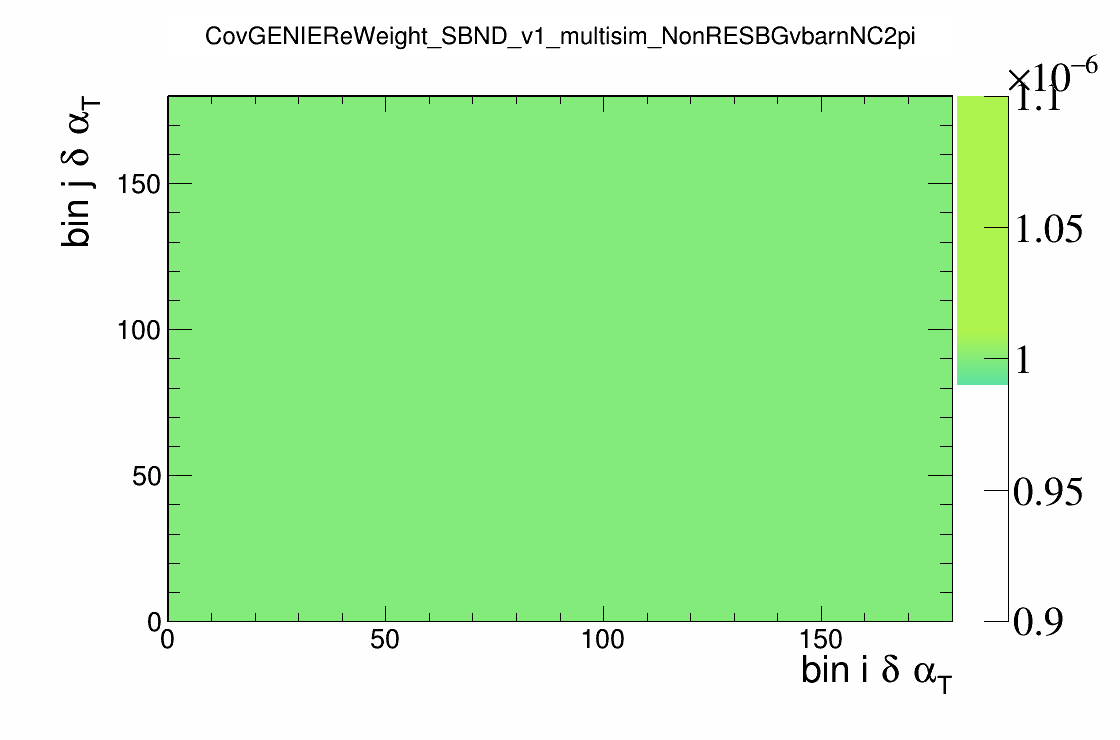 CovGENIEReWeight_SBND_v1_multisim_NonRESBGvbarnNC2pi
×10⁻⁶
bin j δ α_T
150
100
50
0
0 50 100 150
bin i δ α_T
1.1
1.05
1
0.95
0.9